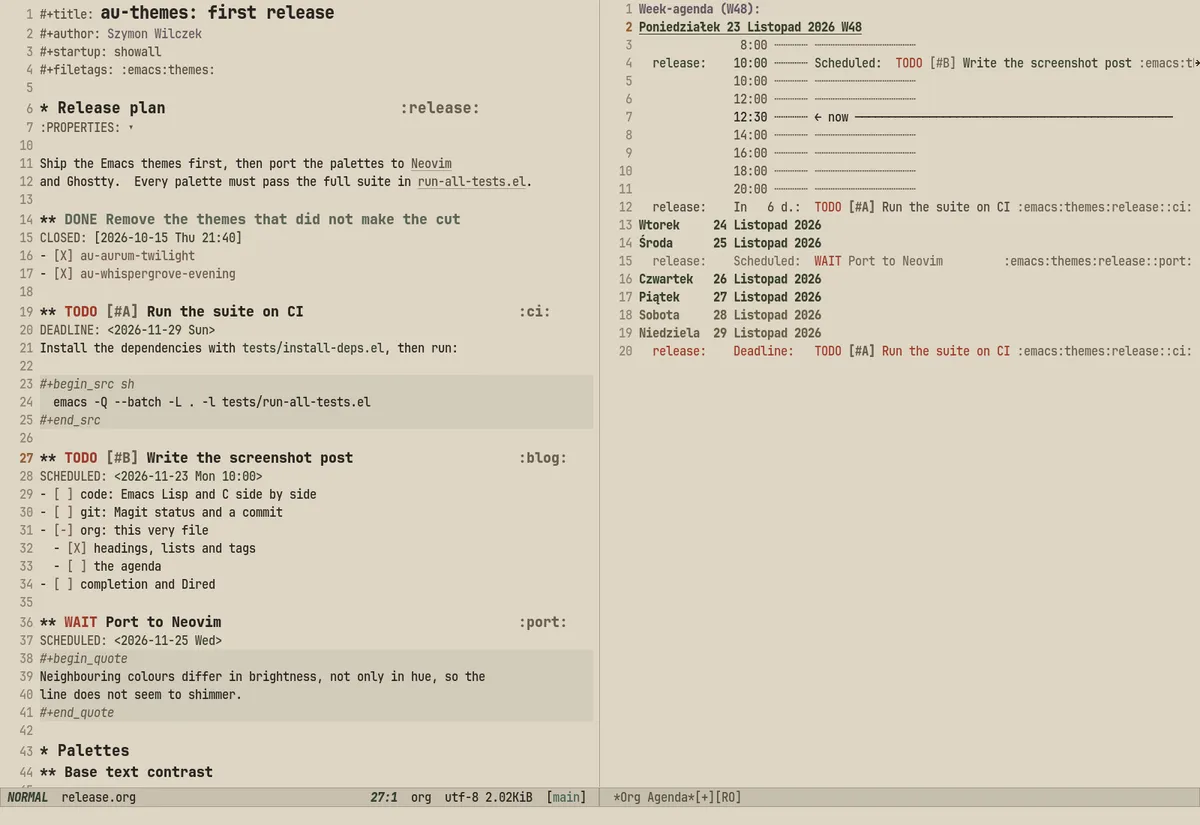 1 #+title: au-themes: first release
2 #+author: Szymon Wilczek
3 #+startup: showall
4 #+filetags: :emacs:themes:
5
6 * Release plan :release:
7 :PROPERTIES: ▾
10
11 Ship the Emacs themes first, then port the palettes to Neovim
12 and Ghostty.  Every palette must pass the full suite in run-all-tests.el.
13
14 ** DONE Remove the themes that did not make the cut
15 CLOSED: [2026-10-15 Thu 21:40]
16 - [X] au-aurum-twilight
17 - [X] au-whispergrove-evening
18
19 ** TODO [#A] Run the suite on CI :ci:
20 DEADLINE: <2026-11-29 Sun>
21 Install the dependencies with tests/install-deps.el, then run:
22
23 #+begin_src sh
24   emacs -Q --batch -L . -l tests/run-all-tests.el
25 #+end_src
26
27 ** TODO [#B] Write the screenshot post :blog:
28 SCHEDULED: <2026-11-23 Mon 10:00>
29 - [ ] code: Emacs Lisp and C side by side
30 - [ ] git: Magit status and a commit
31 - [-] org: this very file
32   - [X] headings, lists and tags
33   - [ ] the agenda
34 - [ ] completion and Dired
35
36 ** WAIT Port to Neovim :port:
37 SCHEDULED: <2026-11-25 Wed>
38 #+begin_quote
39 Neighbouring colours differ in brightness, not only in hue, so the
40 line does not seem to shimmer.
41 #+end_quote
42
43 * Palettes
44 ** Base text contrast
NORMAL release.org 27:1 org utf-8 2.02KiB [main]
1 Week-agenda (W48):
2 Poniedziałek 23 Listopad 2026 W48
3 8:00 ┄┄┄┄┄ ┄┄┄┄┄┄┄┄┄┄┄┄┄┄┄
4 release: 10:00 ┄┄┄┄┄ Scheduled: TODO [#B] Write the screenshot post :emacs:t
5 10:00 ┄┄┄┄┄ ┄┄┄┄┄┄┄┄┄┄┄┄┄┄┄
6 12:00 ┄┄┄┄┄ ┄┄┄┄┄┄┄┄┄┄┄┄┄┄┄
7 12:30 ┄┄┄┄┄ ← now ───────────────────────────────────────────────
8 14:00 ┄┄┄┄┄ ┄┄┄┄┄┄┄┄┄┄┄┄┄┄┄
9 16:00 ┄┄┄┄┄ ┄┄┄┄┄┄┄┄┄┄┄┄┄┄┄
10 18:00 ┄┄┄┄┄ ┄┄┄┄┄┄┄┄┄┄┄┄┄┄┄
11 20:00 ┄┄┄┄┄ ┄┄┄┄┄┄┄┄┄┄┄┄┄┄┄
12 release: In 6 d.: TODO [#A] Run the suite on CI :emacs:themes:release::ci:
13 Wtorek 24 Listopad 2026
14 Środa 25 Listopad 2026
15 release: Scheduled: WAIT Port to Neovim :emacs:themes:release::port:
16 Czwartek 26 Listopad 2026
17 Piątek 27 Listopad 2026
18 Sobota 28 Listopad 2026
19 Niedziela 29 Listopad 2026
20 release: Deadline: TODO [#A] Run the suite on CI :emacs:themes:release::ci:
*Org Agenda*[+][RO]